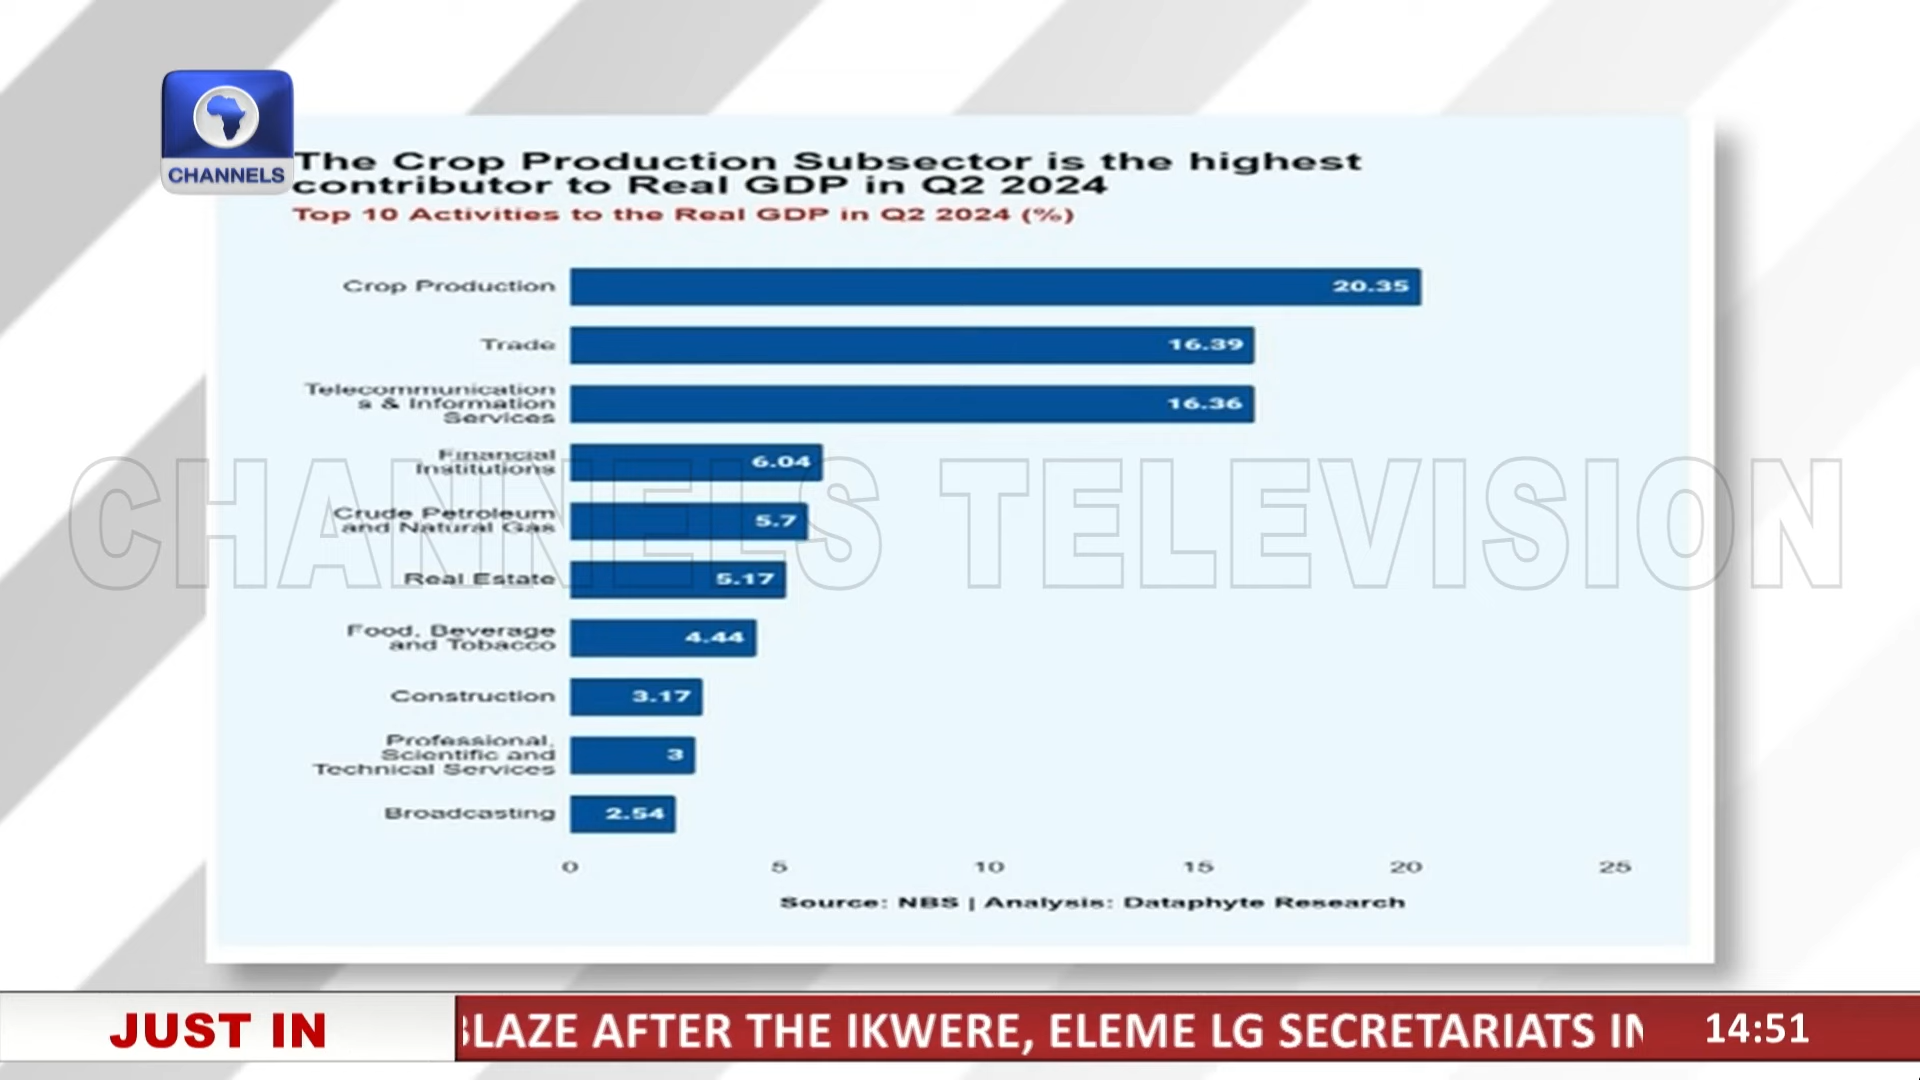 CHANNELS
The Crop Production Subsector is the highest
contributor to Real GDP in Q2 2024
Top 10 Activities to the Real GDP in Q2 2024 (%)
Crop Production
20.35
Trade
16.39
Telecommunication
s & Information
Services
16.36
Financial
Institutions
6.04
Crude Petroleum
and Natural Gas
5.7
Real Estate
5.17
Food, Beverage
and Tobacco
4.44
Construction
3.17
Professional,
Scientific and
Technical Services
3
Broadcasting
2.54
0 5 10 15 20 25
Source: NBS | Analysis: Dataphyte Research
CHANNELS TELEVISION
JUST IN
BLAZE AFTER THE IKWERE, ELEME LG SECRETARIATS IN
14:51